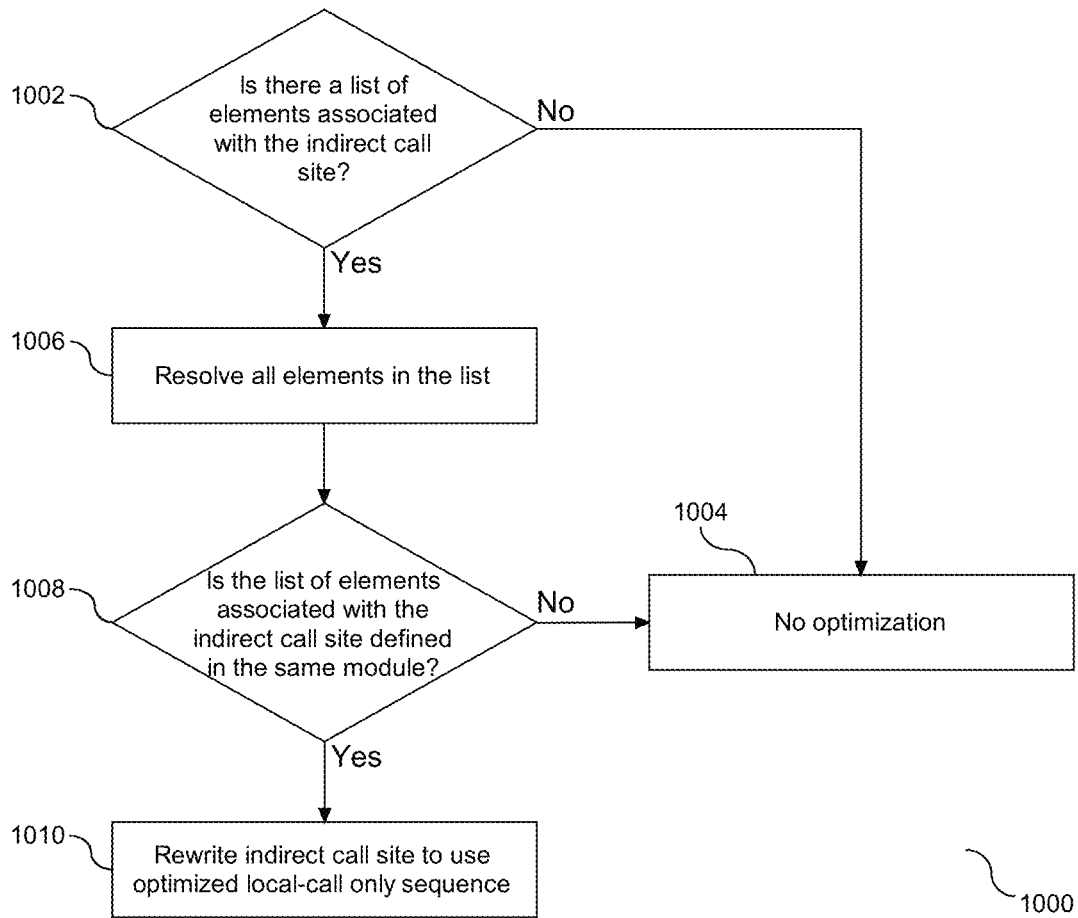 1002
Is there a list of
elements associated
with the indirect call
site?
No
Yes
1006
Resolve all elements in the list
1004
1008
Is the list of elements
associated with the
indirect call site defined
in the same module?
No
No optimization
Yes
1010
Rewrite indirect call site to use
optimized local-call only sequence
1000